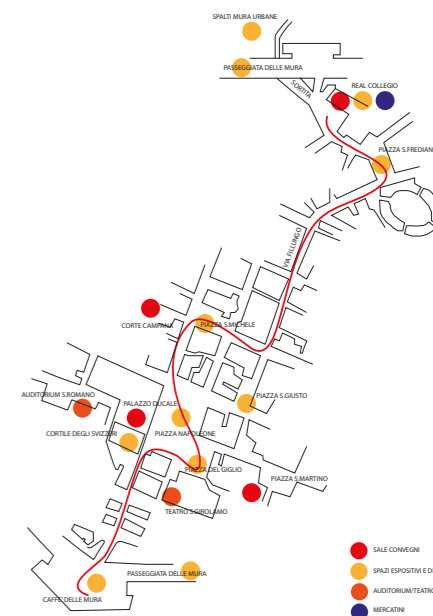 SPALTI MURA URBANE
PASSEGGIATA DELLE MURA
SORTITA
REAL COLLEGIO
PIAZZA S.FREDIAN
VIA FILLUNGO
CORTE CAMPANA
PIAZZA S.MICHELE
AUDITORIUM S.ROMANO
PALAZZO DUCALE
PIAZZA S.GIUSTO
CORTILE DEGLI SVIZZERI
PIAZZA NAPOLEONE
PIAZZA DEL GIGLIO
PIAZZA S.MARTINO
TEATRO S.GIROLAMO
PASSEGGIATA DELLE MURA
CAFFE' DELLE MURA
SALE CONVEGNI
SPAZI ESPOSITIVI E DI
AUDITORIUM/TEATRO
MERCATINI